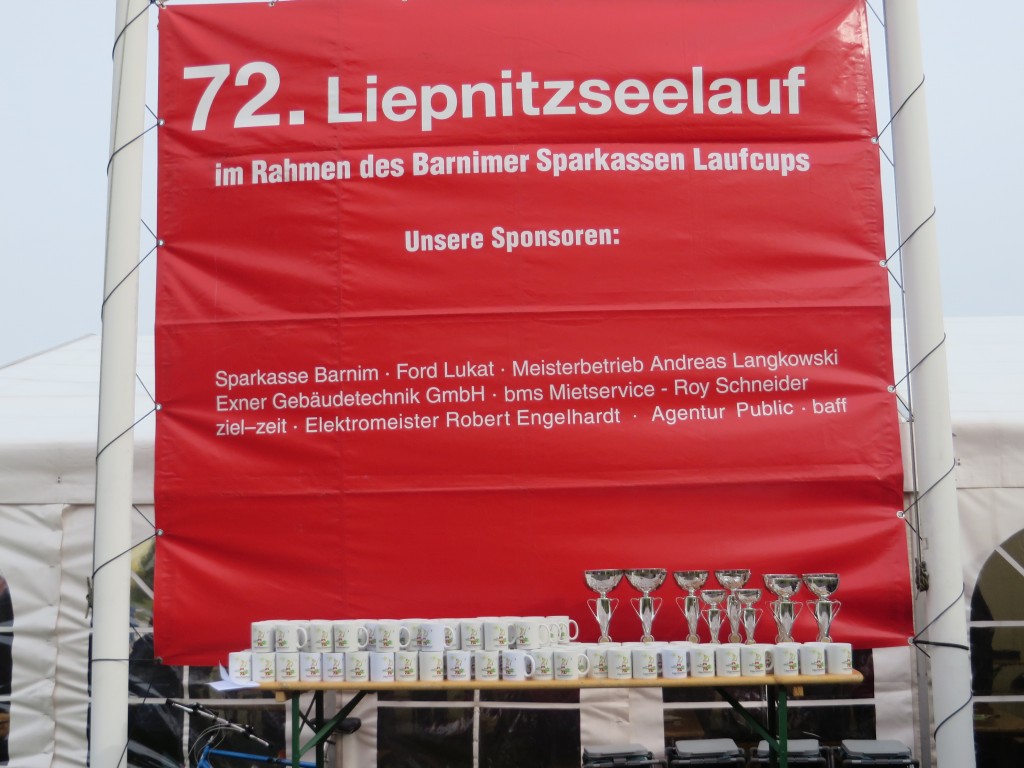 72. Liepnitzseelauf
im Rahmen des Barnimer Sparkassen Laufcups
Unsere Sponsoren:
Sparkasse Barnim · Ford Lukat · Meisterbetrieb Andreas Langkowski
Exner Gebäudetechnik GmbH · bms Mietservice - Roy Schneider
ziel–zeit · Elektromeister Robert Engelhardt · Agentur Public · baff